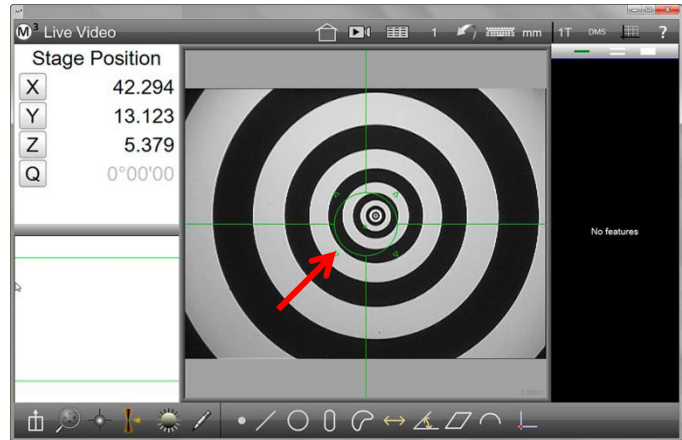 M³ Live Video
1 mm 1T DMS ?
Stage Position
X 42.294
Y 13.123
Z 5.379
Q 0°00'00
No features